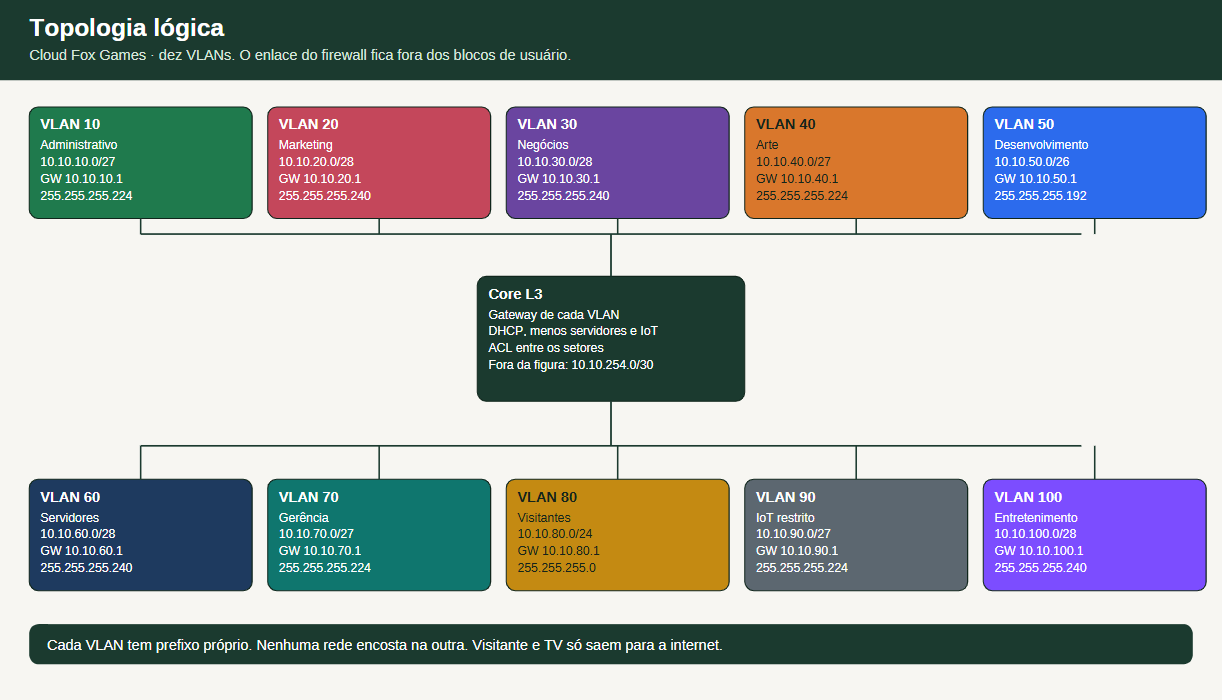 Topologia lógica
Cloud Fox Games · dez VLANs. O enlace do firewall fica fora dos blocos de usuário.
VLAN 10
Administrativo
10.10.10.0/27
GW 10.10.10.1
255.255.255.224
VLAN 20
Marketing
10.10.20.0/28
GW 10.10.20.1
255.255.255.240
VLAN 30
Negócios
10.10.30.0/28
GW 10.10.30.1
255.255.255.240
VLAN 40
Arte
10.10.40.0/27
GW 10.10.40.1
255.255.255.224
VLAN 50
Desenvolvimento
10.10.50.0/26
GW 10.10.50.1
255.255.255.192
Core L3
Gateway de cada VLAN
DHCP, menos servidores e IoT
ACL entre os setores
Fora da figura: 10.10.254.0/30
VLAN 60
Servidores
10.10.60.0/28
GW 10.10.60.1
255.255.255.240
VLAN 70
Gerência
10.10.70.0/27
GW 10.10.70.1
255.255.255.224
VLAN 80
Visitantes
10.10.80.0/24
GW 10.10.80.1
255.255.255.0
VLAN 90
IoT restrito
10.10.90.0/27
GW 10.10.90.1
255.255.255.224
VLAN 100
Entretenimento
10.10.100.0/28
GW 10.10.100.1
255.255.255.240
Cada VLAN tem prefixo próprio. Nenhuma rede encosta na outra. Visitante e TV só saem para a internet.